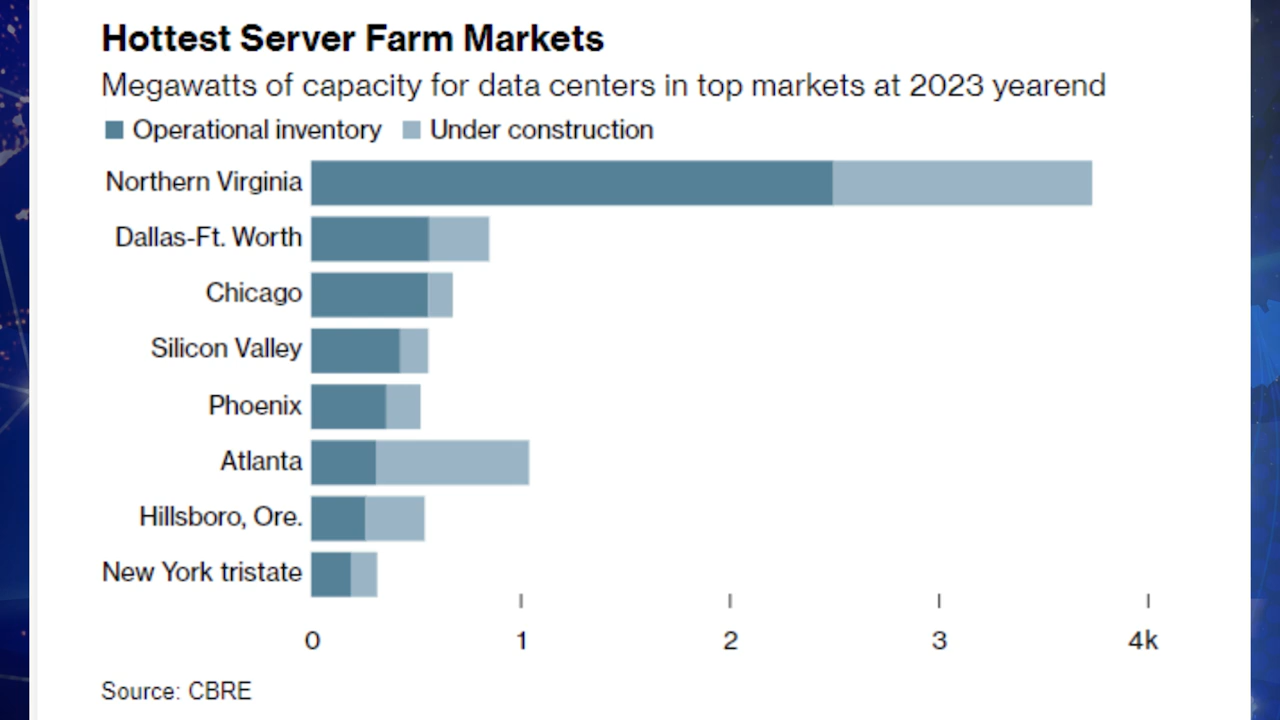 Hottest Server Farm Markets
Megawatts of capacity for data centers in top markets at 2023 yearend
Operational inventory Under construction
Northern Virginia
Dallas-Ft. Worth
Chicago
Silicon Valley
Phoenix
Atlanta
Hillsboro, Ore.
New York tristate
0 1 2 3 4k
Source: CBRE